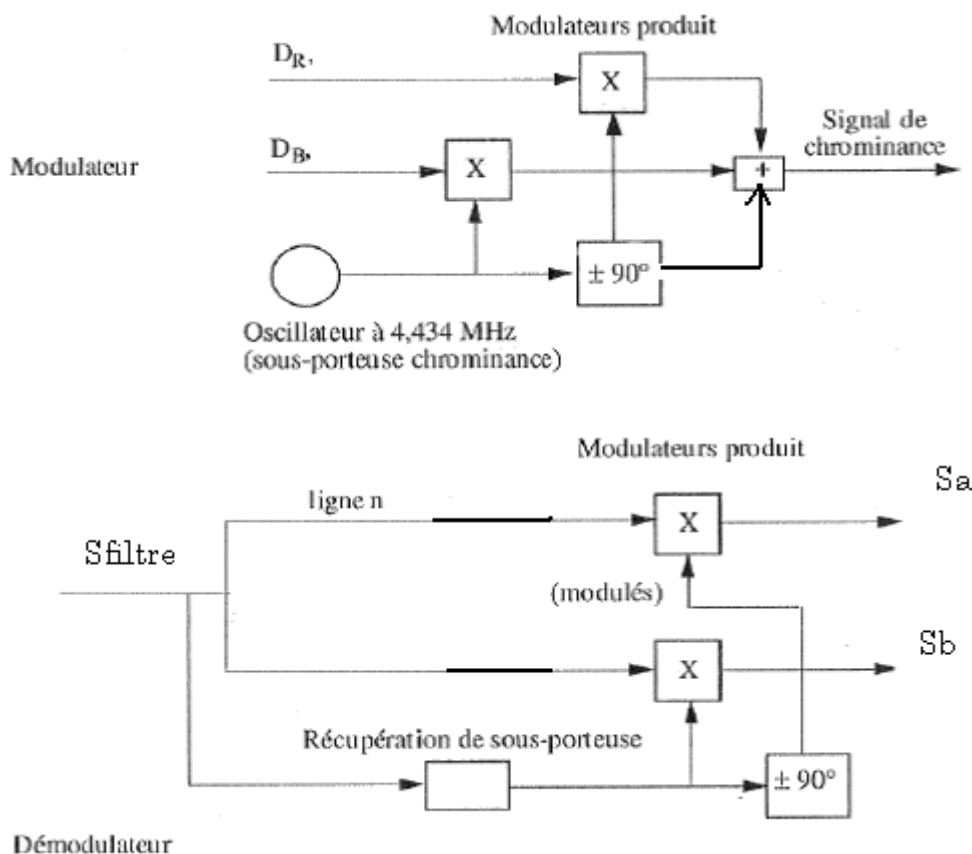 Modulateurs produit
D_R,
X
Signal de
chrominance
D_B,
Modulateur
X
+
± 90°
Oscillateur à 4,434 MHz
(sous-porteuse chrominance)
Modulateurs produit
Sa
ligne n
X
Sfiltre
(modulés)
Sb
X
Récupération de sous-porteuse
± 90°
Démodulateur